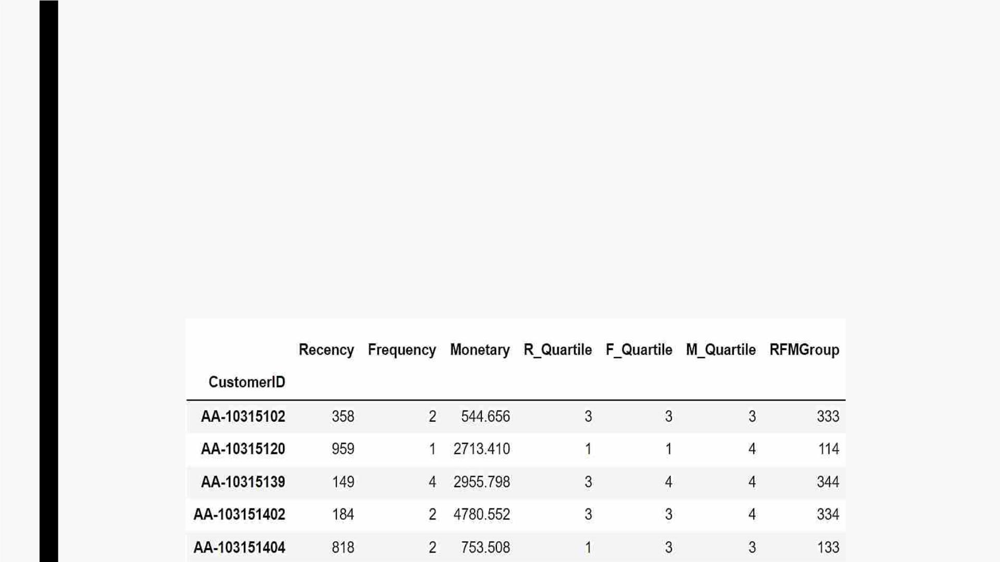 Recency Frequency Monetary R_Quartile F_Quartile M_Quartile RFMGroup
CustomerID
AA-10315102 358 2 544.656 3 3 3 333
AA-10315120 959 1 2713.410 1 1 4 114
AA-10315139 149 4 2955.798 3 4 4 344
AA-103151402 184 2 4780.552 3 3 4 334
AA-103151404 818 2 753.508 1 3 3 133